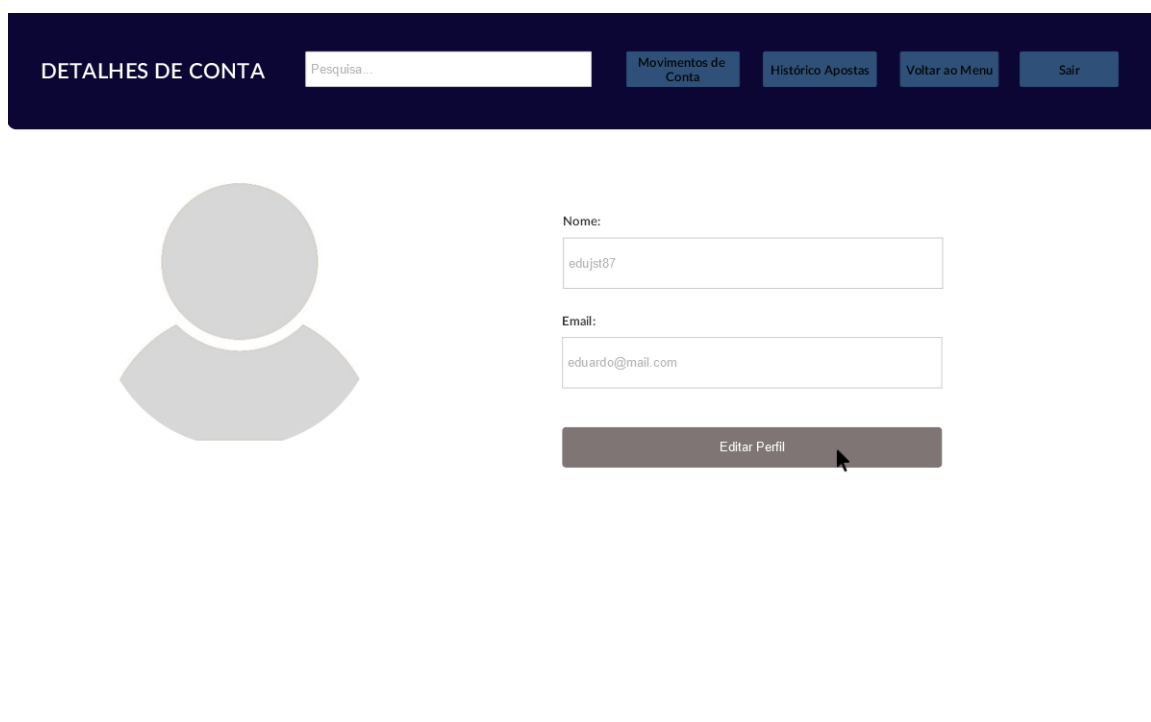 DETALHES DE CONTA
Pesquisa...
Movimentos de
Conta
Histórico Apostas
Voltar ao Menu
Sair
Nome:
edujst87
Email:
eduardo@mail.com
Editar Perfil